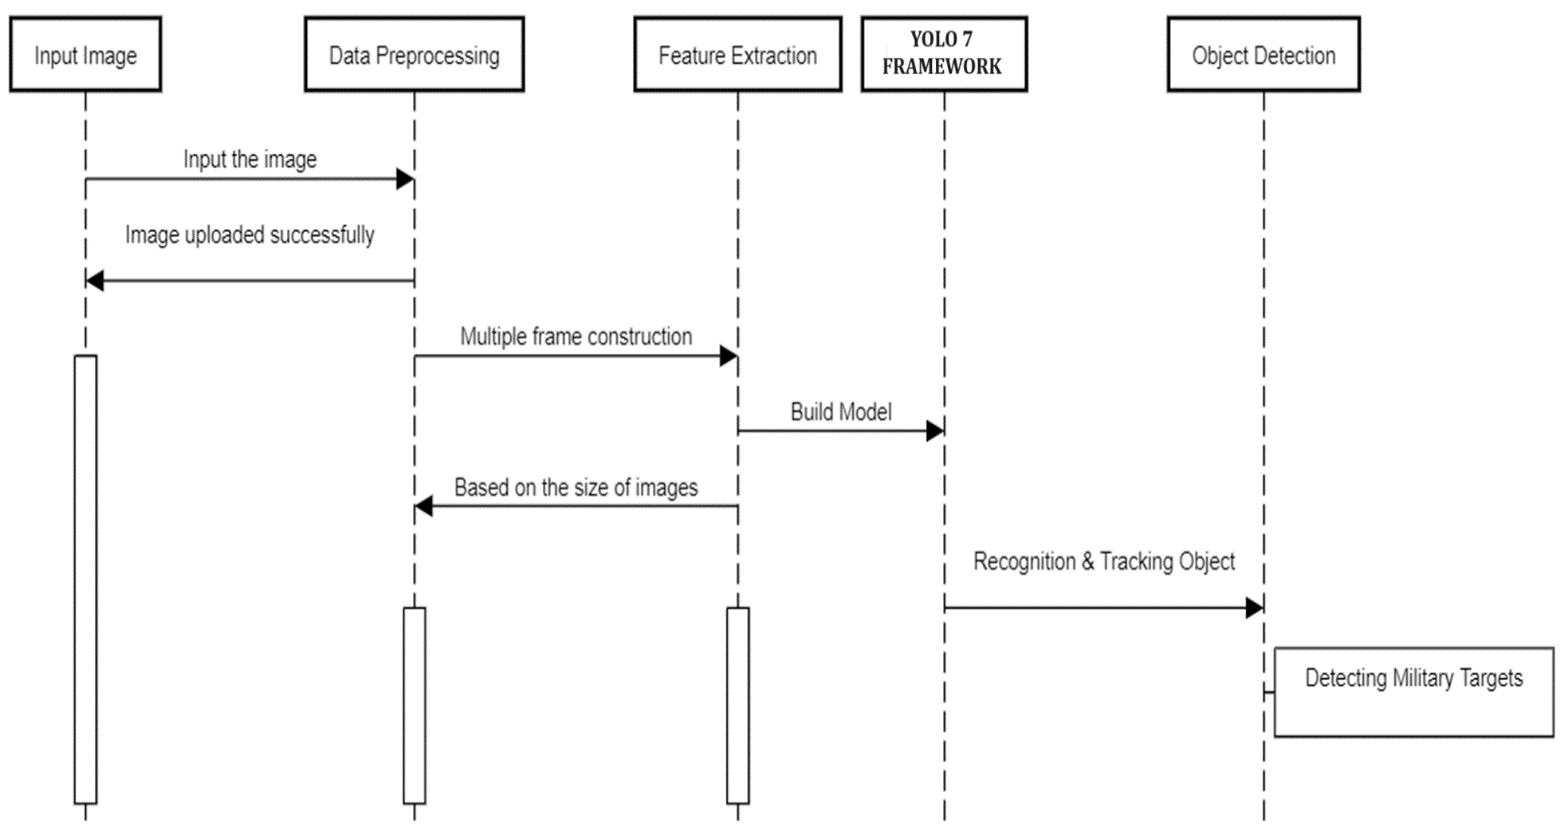 Input Image
Data Preprocessing
Feature Extraction
YOLO 7
FRAMEWORK
Object Detection
Input the image
Image uploaded successfully
Multiple frame construction
Build Model
Based on the size of images
Recognition & Tracking Object
Detecting Military Targets